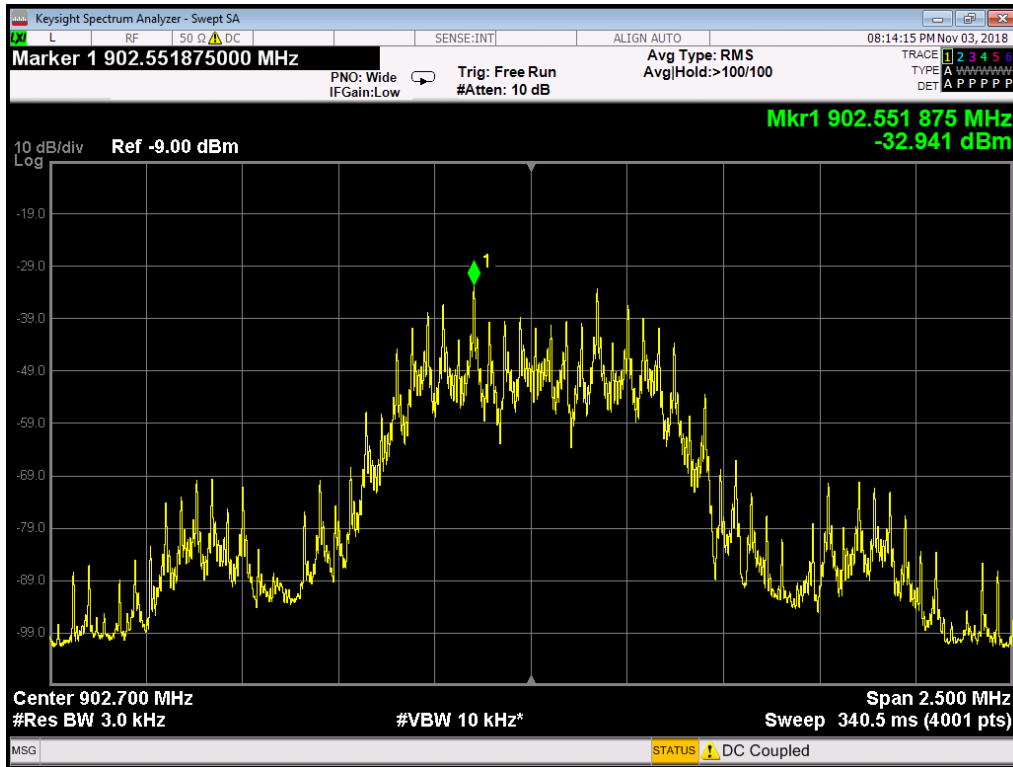 Keysight Spectrum Analyzer - Swept SA
LXI L RF 50 Ω DC SENSE:INT ALIGN AUTO 08:14:15 PM Nov 03, 2018
Marker 1 902.551875000 MHz
PNO: Wide
IFGain:Low
Trig: Free Run
#Atten: 10 dB
Avg Type: RMS
Avg|Hold:>100/100
TRACE 1 2 3 4 5 6
TYPE A WWWWW
DET A P P P P P
Mkr1 902.551 875 MHz
-32.941 dBm
10 dB/div Ref -9.00 dBm
Log
1
-19.0
-29.0
-39.0
-49.0
-59.0
-69.0
-79.0
-89.0
-99.0
Center 902.700 MHz Span 2.500 MHz
#Res BW 3.0 kHz #VBW 10 kHz* Sweep 340.5 ms (4001 pts)
MSG STATUS DC Coupled